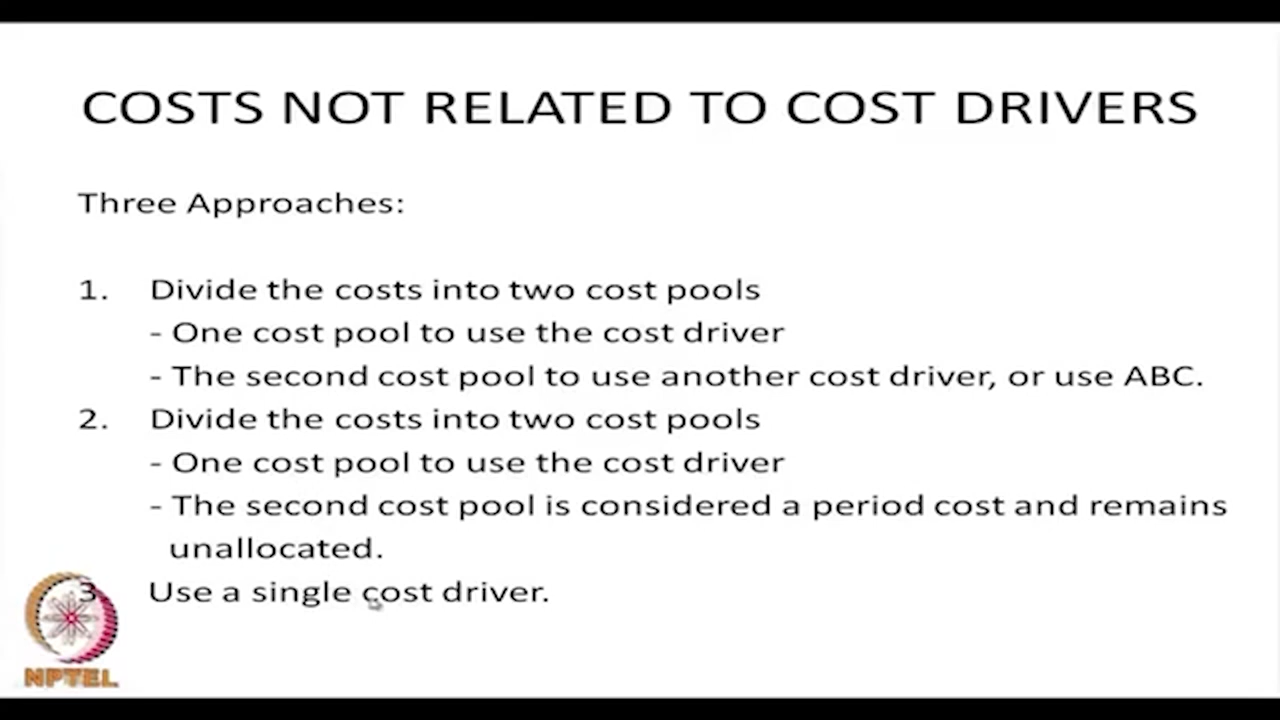 COSTS NOT RELATED TO COST DRIVERS
Three Approaches:
1. Divide the costs into two cost pools
- One cost pool to use the cost driver
- The second cost pool to use another cost driver, or use ABC.
2. Divide the costs into two cost pools
- One cost pool to use the cost driver
- The second cost pool is considered a period cost and remains
unallocated.
3 Use a single cost driver.
NPTEL